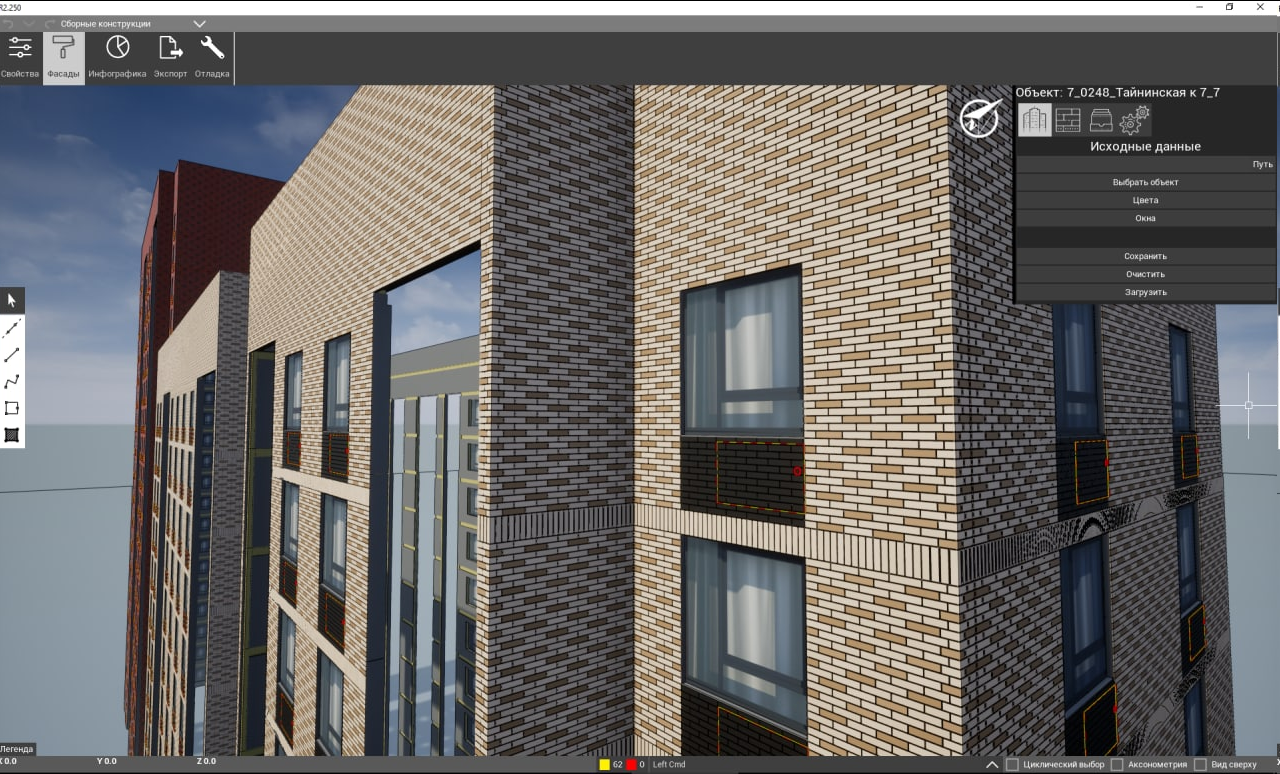 R2.250
Сборные конструкции
Свойства
Фасады
Инфографика
Экспорт
Отладка
Объект: 7_0248_Тайнинская к 7_7
Исходные данные
Путь
Выбрать объект
Цвета
Окна
Сохранить
Очистить
Загрузить
Легенда
X 0.0 Y 0.0 Z 0.0
62 0 Left Cmd
Циклический выбор Аксонометрия Вид сверху